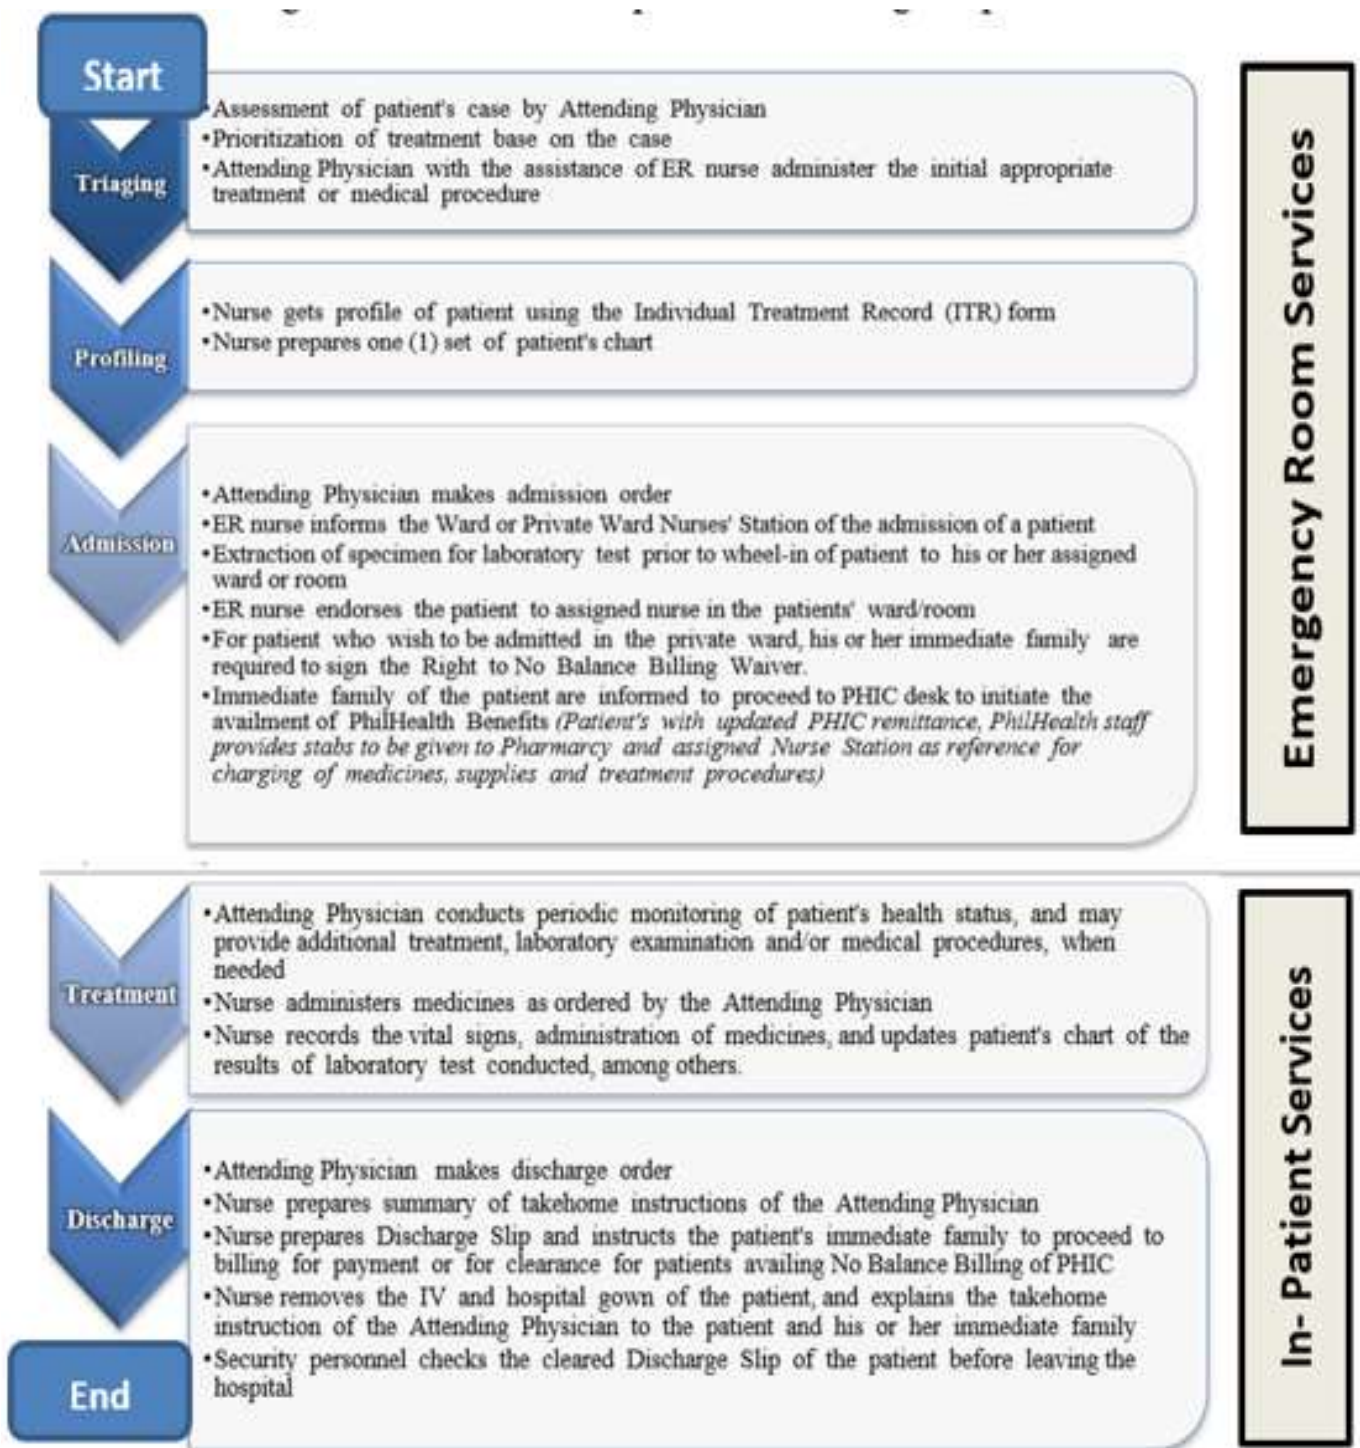 Start
Triaging
•Assessment of patient's case by Attending Physician
•Prioritization of treatment base on the case
•Attending Physician with the assistance of ER nurse administer the initial appropriate
treatment or medical procedure
Profiling
•Nurse gets profile of patient using the Individual Treatment Record (ITR) form
•Nurse prepares one (1) set of patient's chart
Admission
•Attending Physician makes admission order
•ER nurse informs the Ward or Private Ward Nurses' Station of the admission of a patient
•Extraction of specimen for laboratory test prior to wheel-in of patient to his or her assigned
ward or room
•ER nurse endorses the patient to assigned nurse in the patients' ward/room
•For patient who wish to be admitted in the private ward, his or her immediate family are
required to sign the Right to No Balance Billing Waiver.
•Immediate family of the patient are informed to proceed to PHIC desk to initiate the
availment of PhilHealth Benefits (Patient's with updated PHIC remittance, PhilHealth staff
provides stabs to be given to Pharmarcy and assigned Nurse Station as reference for
charging of medicines, supplies and treatment procedures)
Emergency Room Services
Treatment
•Attending Physician conducts periodic monitoring of patient's health status, and may
provide additional treatment, laboratory examination and/or medical procedures, when
needed
•Nurse administers medicines as ordered by the Attending Physician
•Nurse records the vital signs, administration of medicines, and updates patient's chart of the
results of laboratory test conducted, among others.
Discharge
•Attending Physician makes discharge order
•Nurse prepares summary of takehome instructions of the Attending Physician
•Nurse prepares Discharge Slip and instructs the patient's immediate family to proceed to
billing for payment or for clearance for patients availing No Balance Billing of PHIC
•Nurse removes the IV and hospital gown of the patient, and explains the takehome
instruction of the Attending Physician to the patient and his or her immediate family
•Security personnel checks the cleared Discharge Slip of the patient before leaving the
hospital
End
In- Patient Services